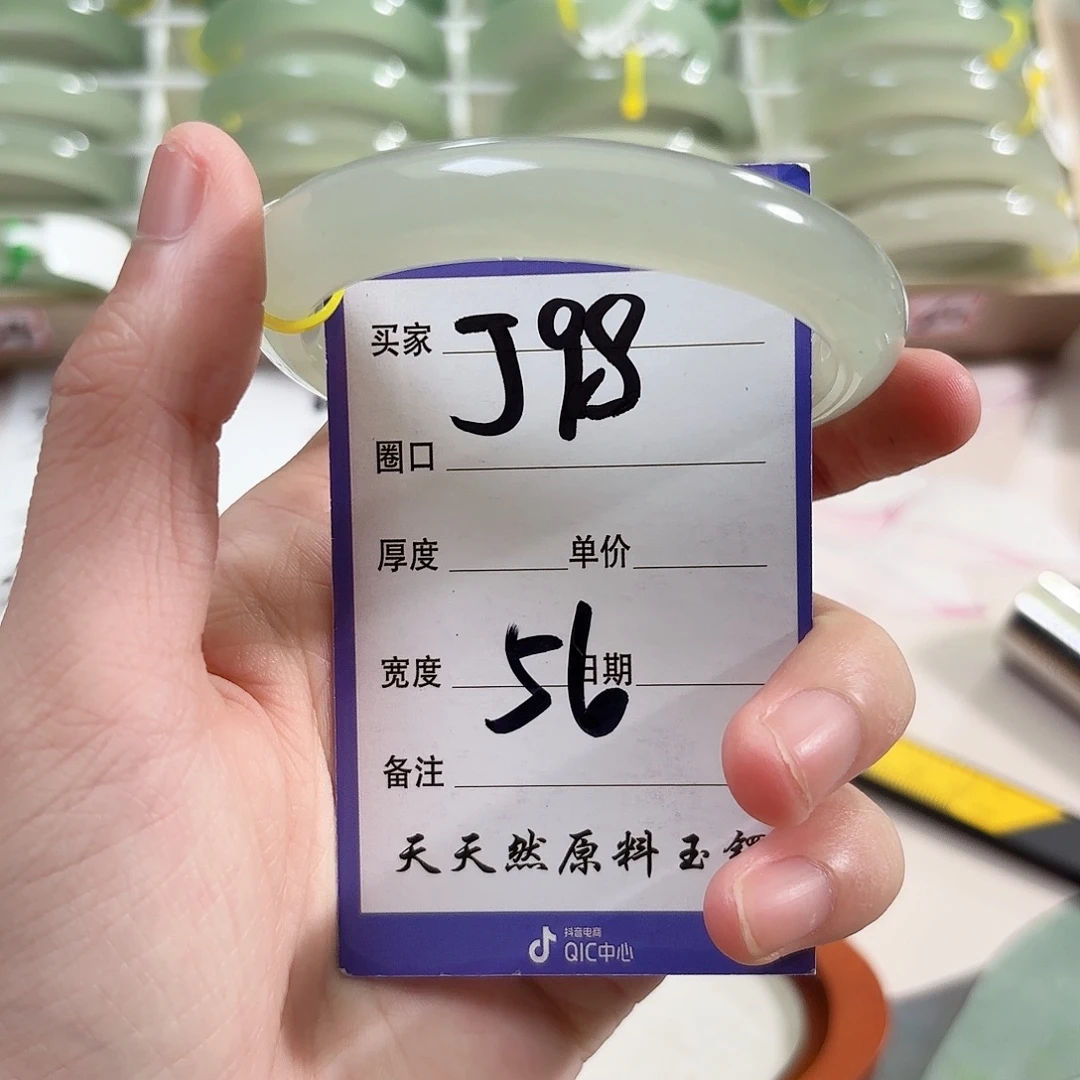 买家 J98
圈口
厚度 单价
宽度 56 日期
备注
天天然原料玉镯
抖音电商
QIC中心